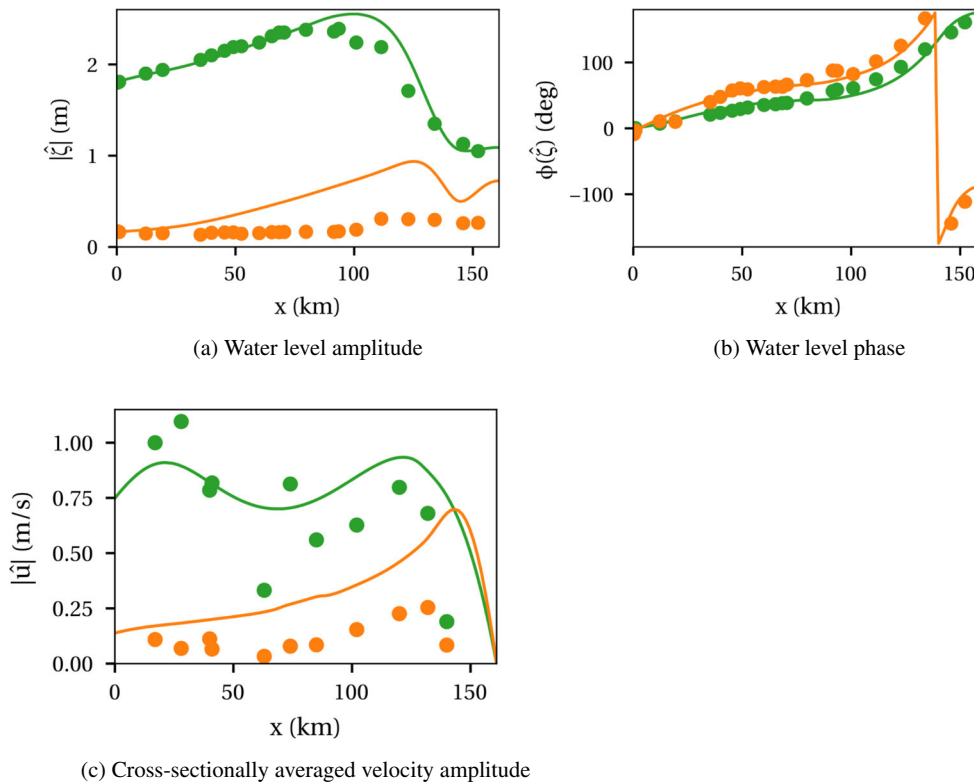 |ζ̂| (m)
2
1
0
0
50
100
150
x (km)
(a) Water level amplitude
ϕ(ζ̂) (deg)
100
0
−100
0
50
100
150
x (km)
(b) Water level phase
|û| (m/s)
1.00
0.75
0.50
0.25
0.00
0
50
100
150
x (km)
(c) Cross-sectionally averaged velocity amplitude